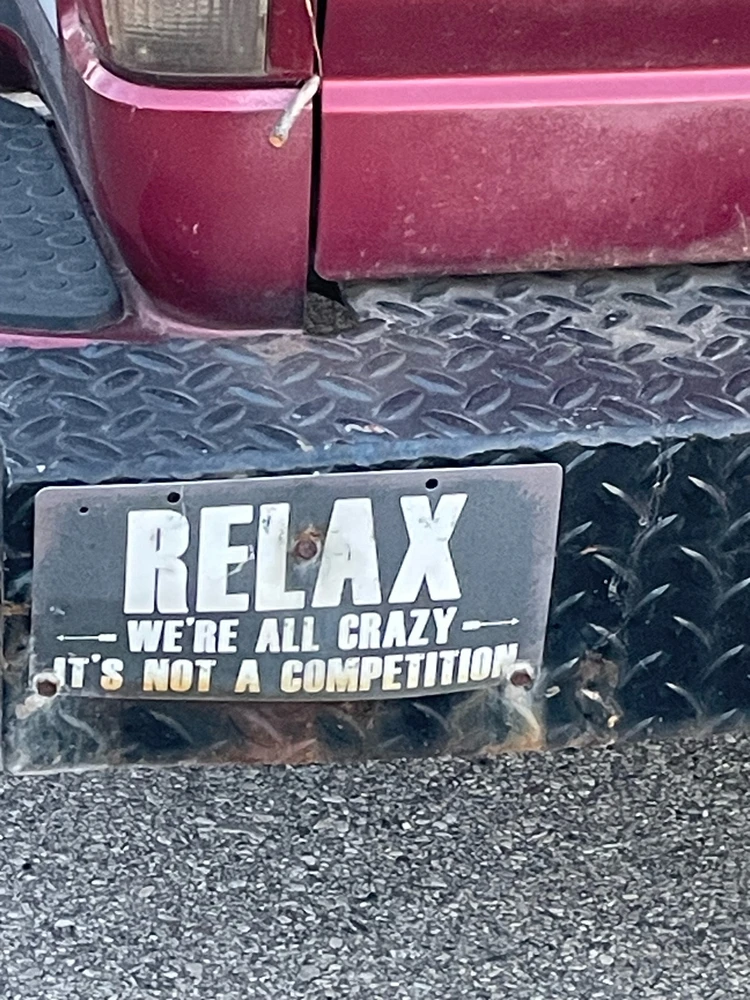 RELAX
WE'RE ALL CRAZY
IT'S NOT A COMPETITION